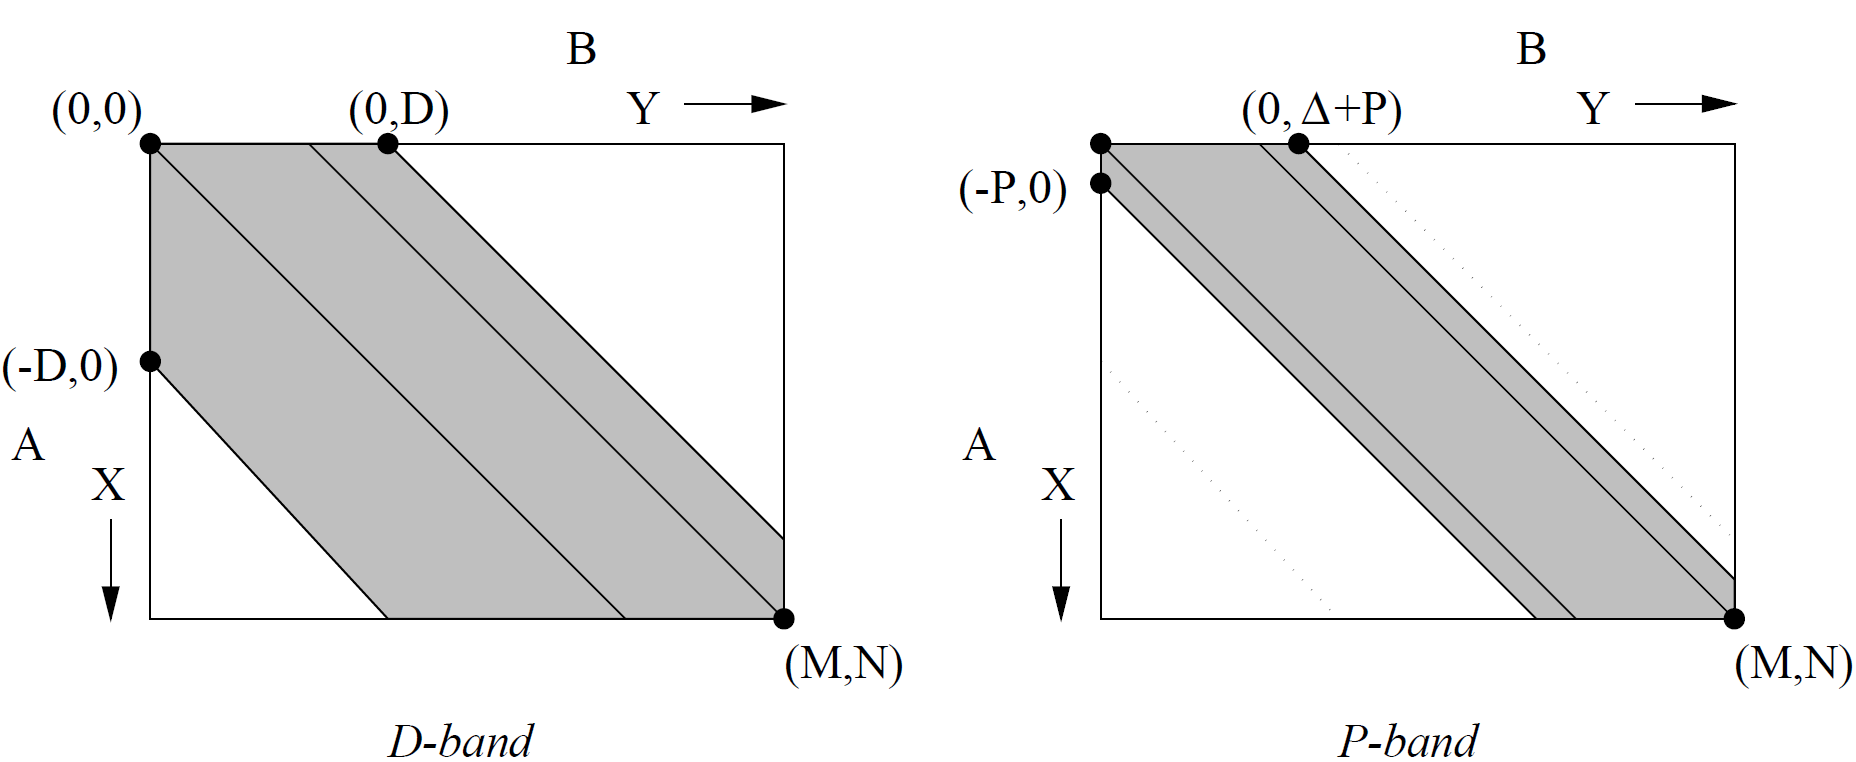 B
(0,0)
(0,D)
Y
(-D,0)
A
X
(M,N)
D-band
B
(0, Δ+P)
Y
(-P,0)
A
X
(M,N)
P-band